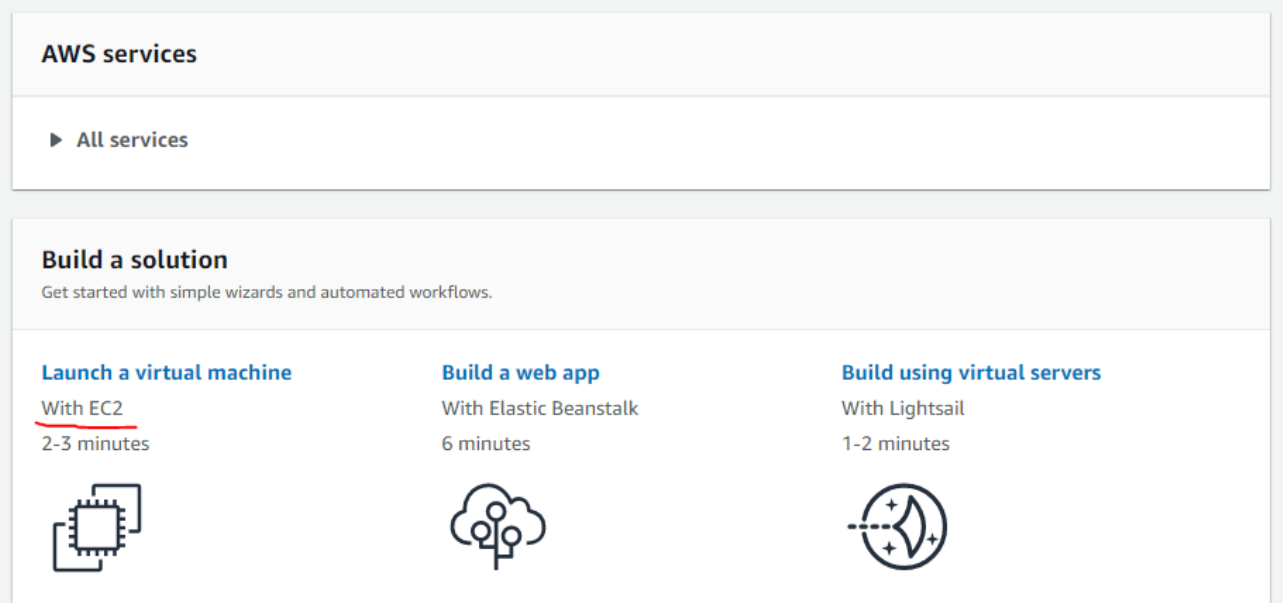 AWS services
All services
Build a solution
Get started with simple wizards and automated workflows.
Launch a virtual machine
With EC2
2-3 minutes
Build a web app
With Elastic Beanstalk
6 minutes
Build using virtual servers
With Lightsail
1-2 minutes